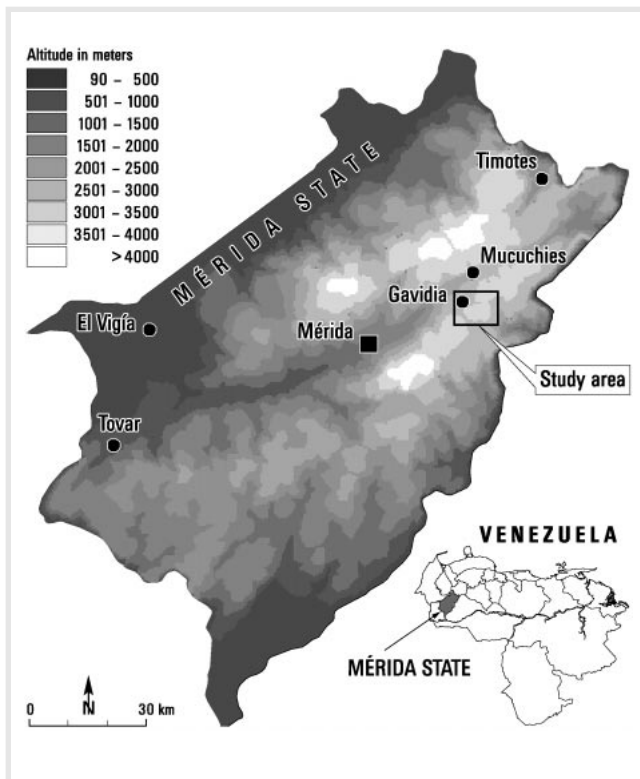 Altitude in meters
90 – 500
501 – 1000
1001 – 1500
1501 – 2000
2001 – 2500
2501 – 3000
3001 – 3500
3501 – 4000
> 4000
MÉRIDA STATE
Timotes
Mucuchies
Gavidia
El Vigía
Mérida
Study area
Tovar
VENEZUELA
MÉRIDA STATE
N
0 30 km